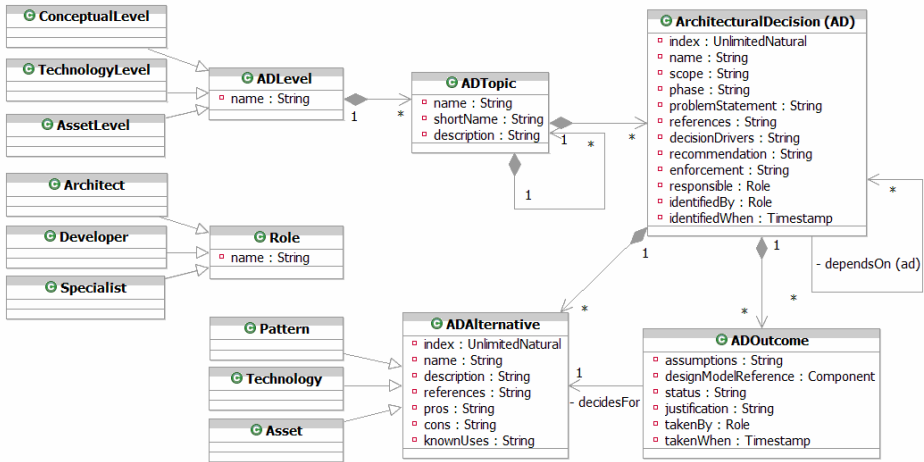 ConceptualLevel
TechnologyLevel
AssetLevel
ADLevel
name : String
1
*
ADTopic
name : String
shortName : String
description : String
1
*
*
1
ArchitecturalDecision (AD)
index : UnlimitedNatural
name : String
scope : String
phase : String
problemStatement : String
references : String
decisionDrivers : String
recommendation : String
enforcement : String
responsible : Role
identifiedBy : Role
identifiedWhen : Timestamp
*
- dependsOn (ad)
*
1
*
1
*
Architect
Developer
Specialist
Role
name : String
Pattern
Technology
Asset
ADAlternative
index : UnlimitedNatural
name : String
description : String
references : String
pros : String
cons : String
knownUses : String
1
- decidesFor
ADOutcome
assumptions : String
designModelReference : Component
status : String
justification : String
takenBy : Role
takenWhen : Timestamp